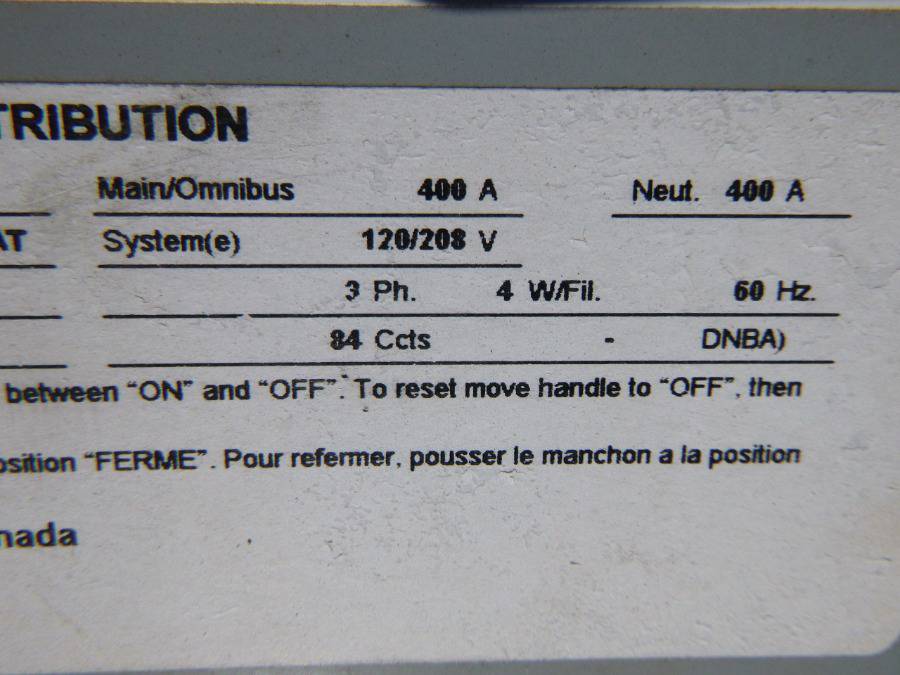 TRIBUTION
Main/Omnibus 400 A Neut. 400 A
AT System(e) 120/208 V
3 Ph. 4 W/Fil. 60 Hz.
84 Ccts - DNBA)
between “ON” and “OFF”. To reset move handle to “OFF”, then
osition “FERME”. Pour refermer, pousser le manchon a la position
nada